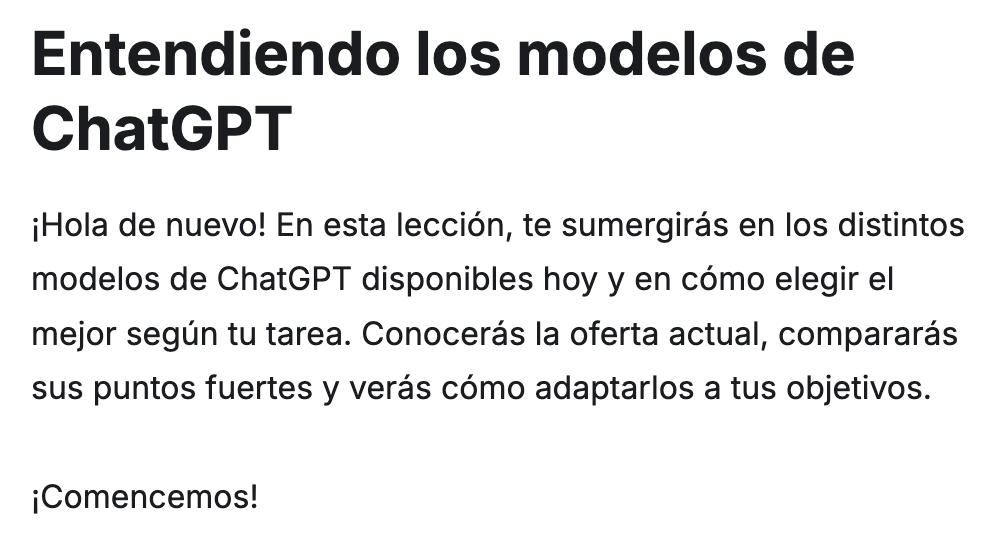 Entendiendo los modelos de
ChatGPT
¡Hola de nuevo! En esta lección, te sumergirás en los distintos
modelos de ChatGPT disponibles hoy y en cómo elegir el
mejor según tu tarea. Conocerás la oferta actual, compararás
sus puntos fuertes y verás cómo adaptarlos a tus objetivos.
¡Comencemos!